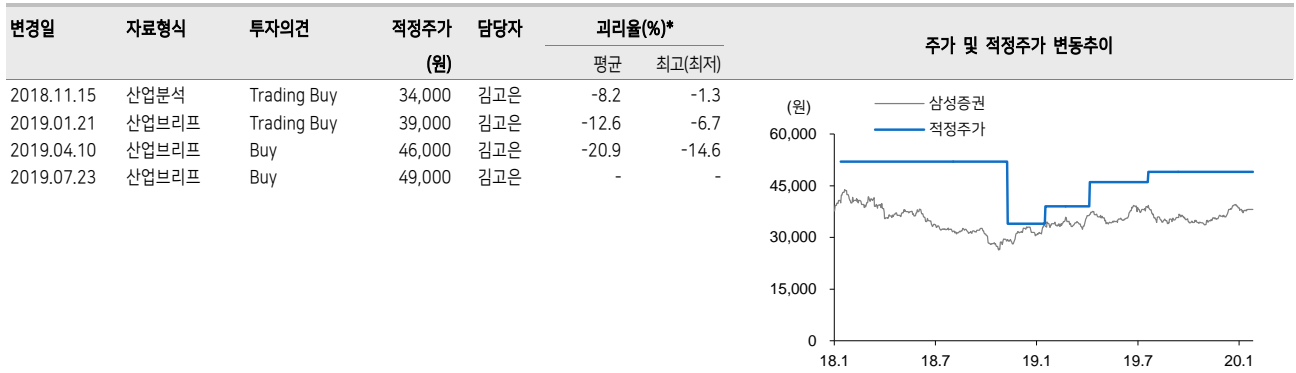 변경일 자료형식 투자의견 적정주가 담당자 괴리율(%)* 주가 및 적정주가 변동추이
(원) 평균 최고(최저)
2018.11.15 산업분석 Trading Buy 34,000 김고은 -8.2 -1.3
2019.01.21 산업브리프 Trading Buy 39,000 김고은 -12.6 -6.7
2019.04.10 산업브리프 Buy 46,000 김고은 -20.9 -14.6
2019.07.23 산업브리프 Buy 49,000 김고은 - -
(원)
삼성증권
적정주가
60,000
45,000
30,000
15,000
0
18.1 18.7 19.1 19.7 20.1